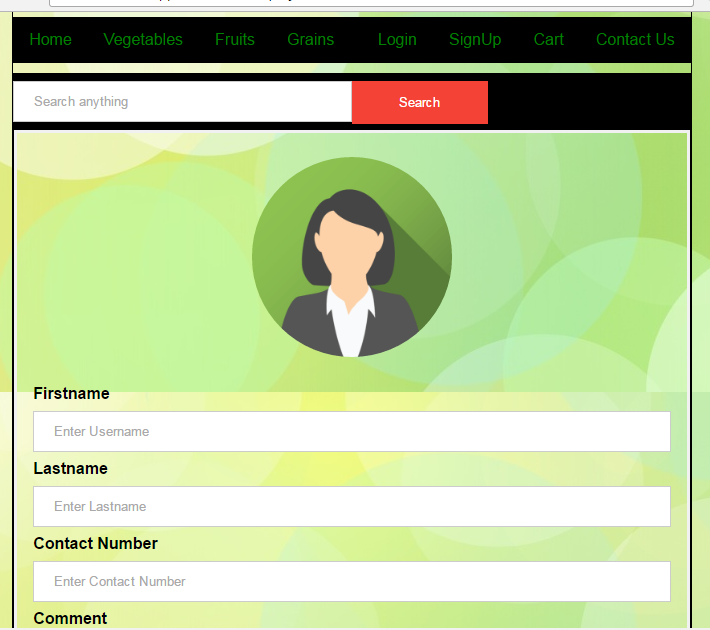 Home Vegetables Fruits Grains Login SignUp Cart Contact Us
Search anything Search
Firstname
Enter Username
Lastname
Enter Lastname
Contact Number
Enter Contact Number
Comment